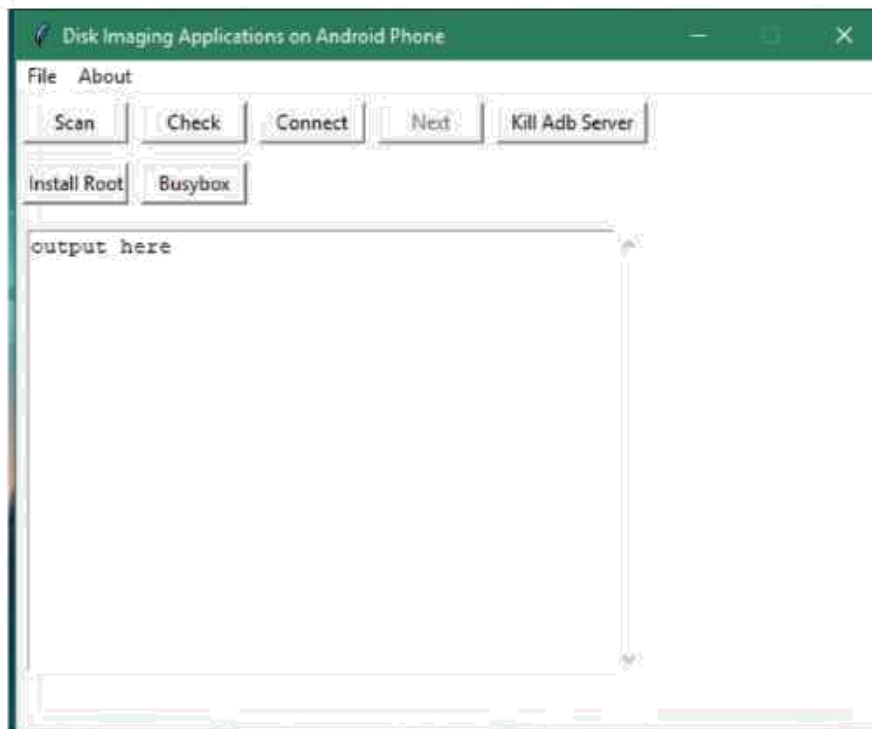 Disk Imaging Applications on Android Phone
File About
Scan Check Connect Next Kill Adb Server
Install Root Busybox
output here